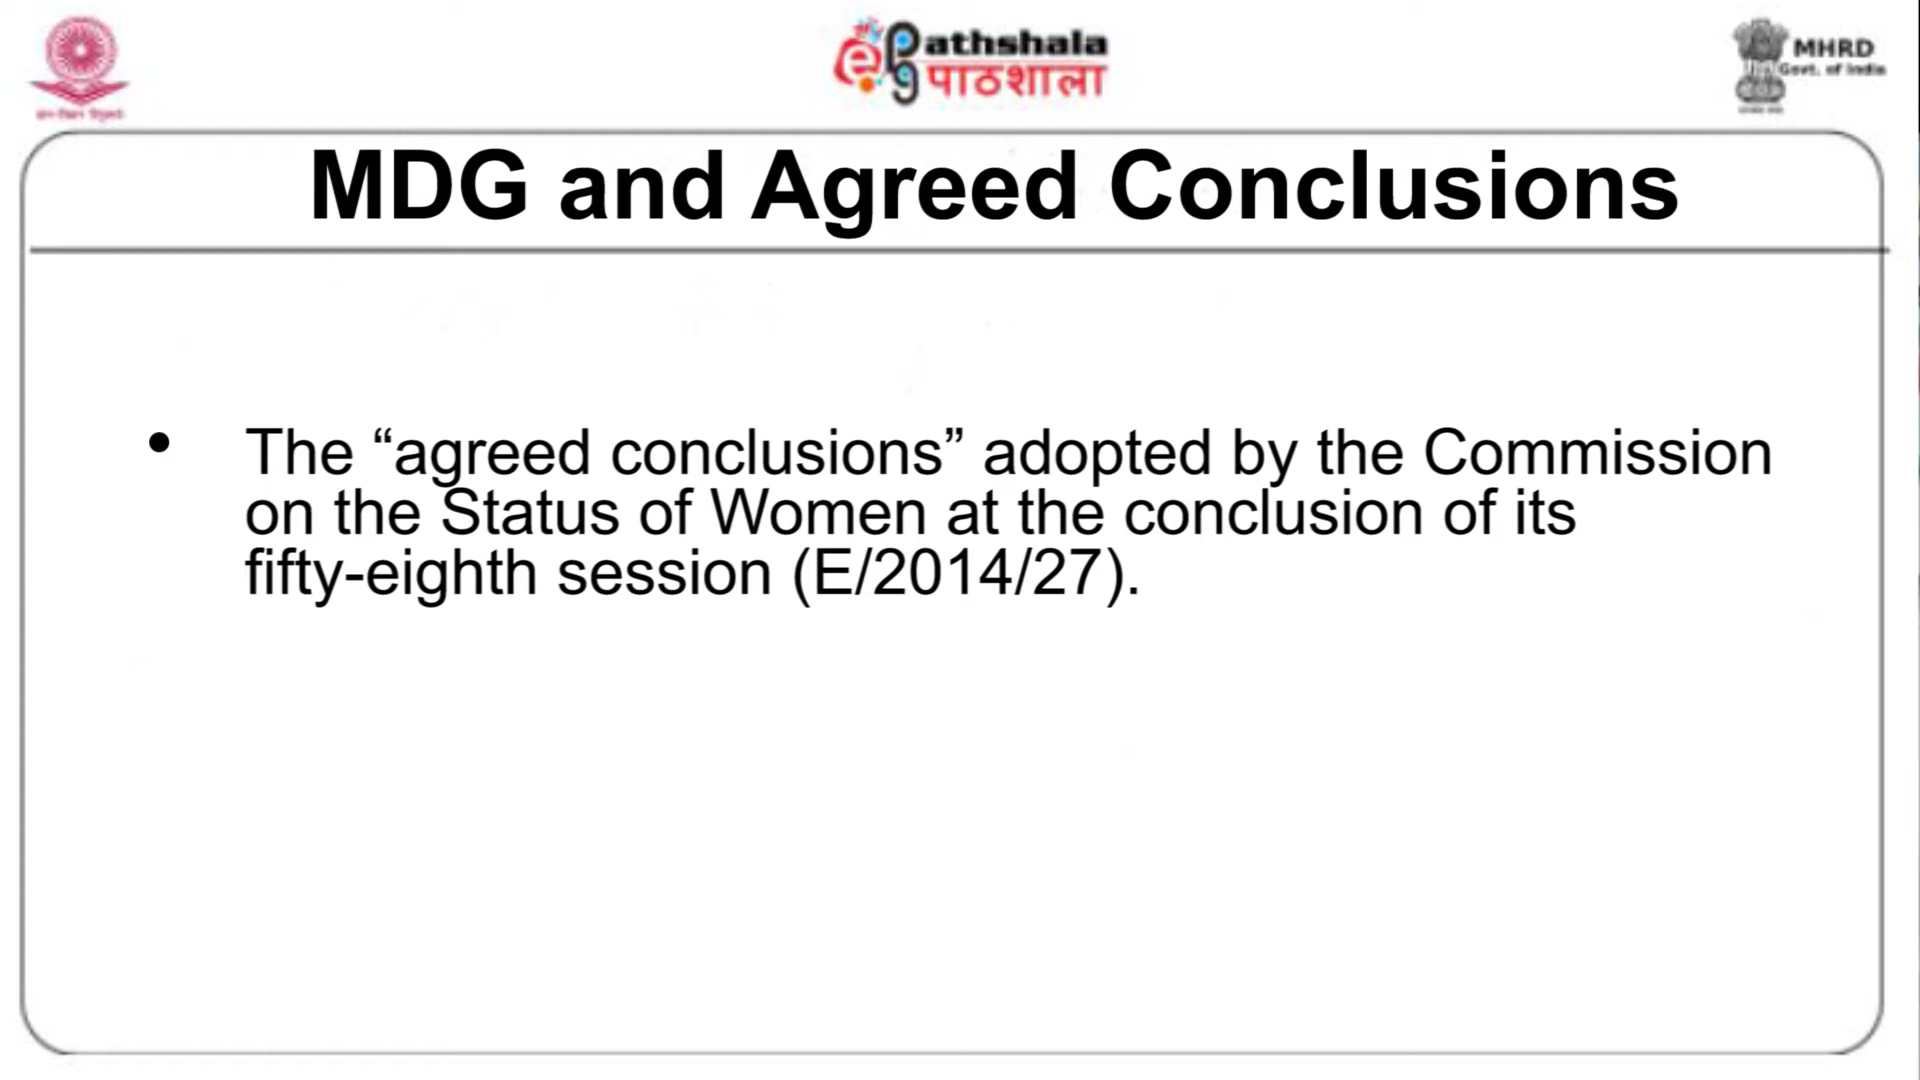 ePgathshala
पाठशाला
MHRD
Govt. of India
MDG and Agreed Conclusions
• The “agreed conclusions” adopted by the Commission
on the Status of Women at the conclusion of its
fifty-eighth session (E/2014/27).